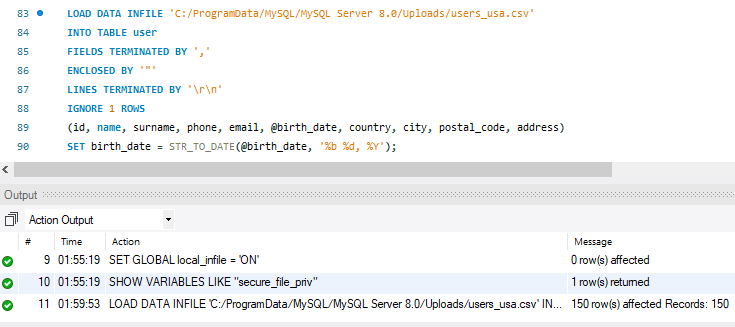 83 LOAD DATA INFILE 'C:/ProgramData/MySQL/MySQL Server 8.0/Uploads/users_usa.csv'
84 INTO TABLE user
85 FIELDS TERMINATED BY ','
86 ENCLOSED BY '"'
87 LINES TERMINATED BY '\r\n'
88 IGNORE 1 ROWS
89 (id, name, surname, phone, email, @birth_date, country, city, postal_code, address)
90 SET birth_date = STR_TO_DATE(@birth_date, '%b %d, %Y');
Output
Action Output
# Time Action Message
9 01:55:19 SET GLOBAL local_infile = 'ON' 0 row(s) affected
10 01:55:19 SHOW VARIABLES LIKE "secure_file_priv" 1 row(s) returned
11 01:59:53 LOAD DATA INFILE 'C:/ProgramData/MySQL/MySQL Server 8.0/Uploads/users_usa.csv' IN... 150 row(s) affected Records: 150